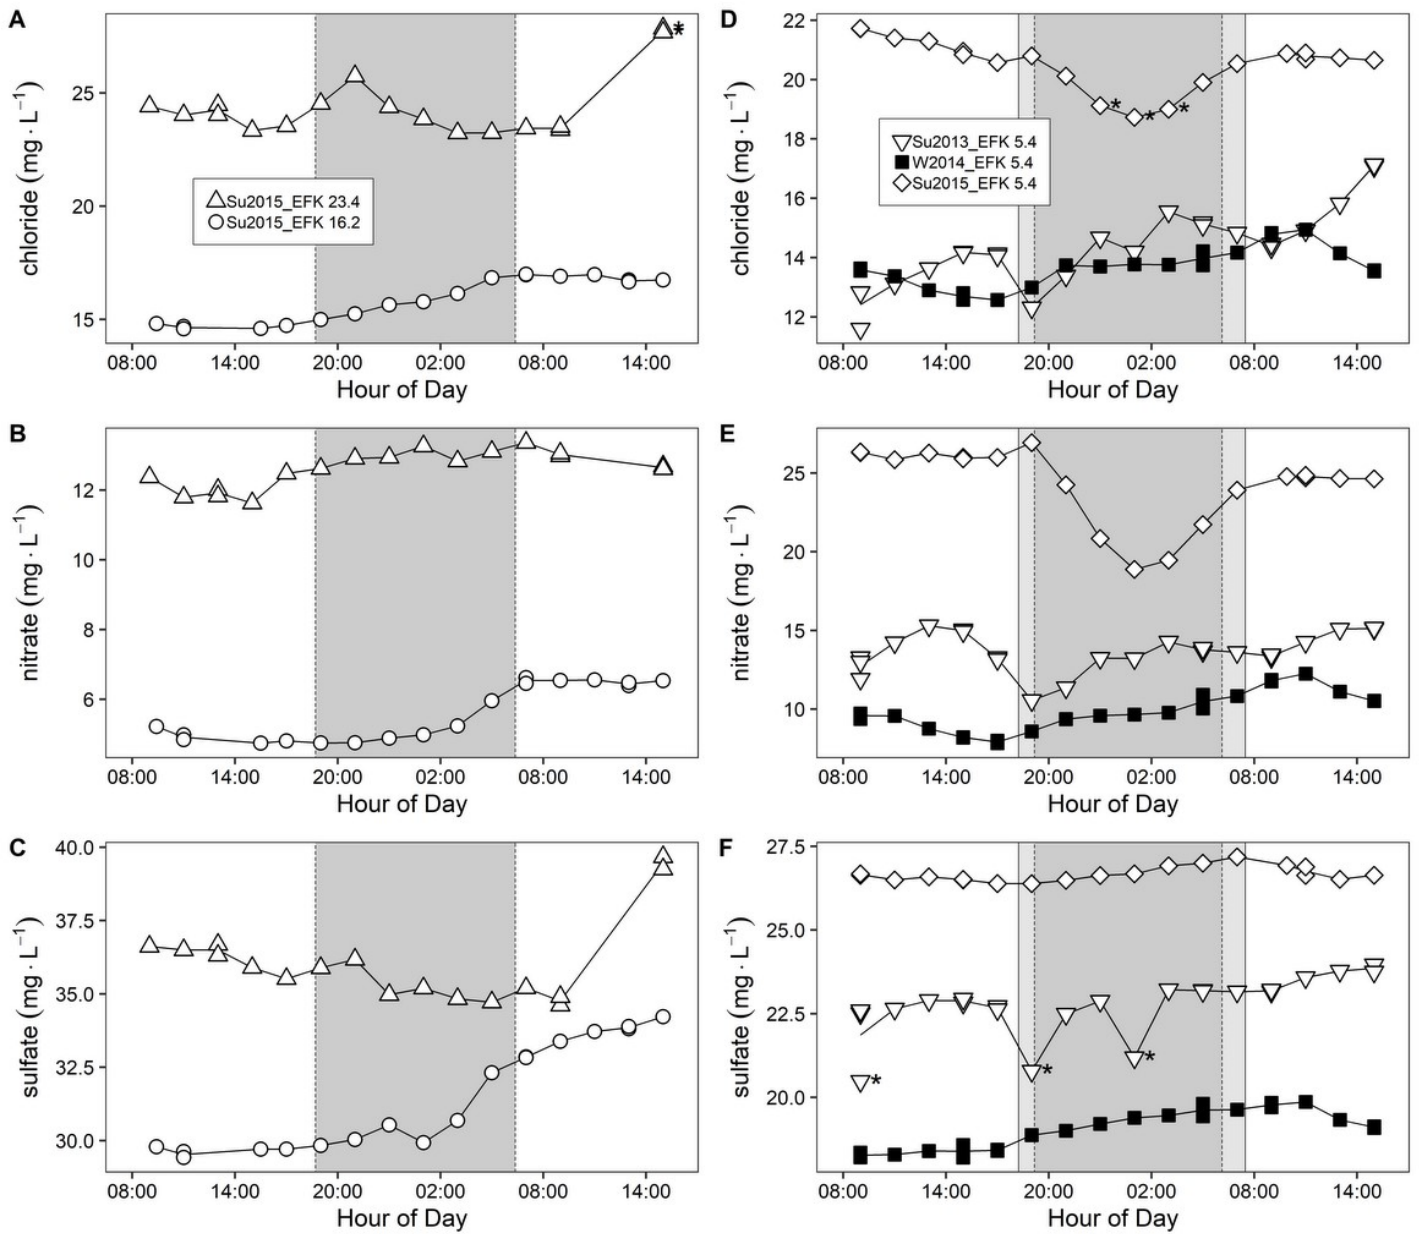 A
chloride (mg · L⁻¹)
25
20
15
*
*
Su2015_EFK 23.4
Su2015_EFK 16.2
08:00 14:00 20:00 02:00 08:00 14:00
Hour of Day
D
chloride (mg · L⁻¹)
22
20
18
16
14
12
* * *
Su2013_EFK 5.4
W2014_EFK 5.4
Su2015_EFK 5.4
08:00 14:00 20:00 02:00 08:00 14:00
Hour of Day
B
nitrate (mg · L⁻¹)
12
10
8
6
08:00 14:00 20:00 02:00 08:00 14:00
Hour of Day
E
nitrate (mg · L⁻¹)
25
20
15
10
08:00 14:00 20:00 02:00 08:00 14:00
Hour of Day
C
sulfate (mg · L⁻¹)
40.0
37.5
35.0
32.5
30.0
08:00 14:00 20:00 02:00 08:00 14:00
Hour of Day
F
sulfate (mg · L⁻¹)
27.5
25.0
22.5
20.0
* * *
08:00 14:00 20:00 02:00 08:00 14:00
Hour of Day